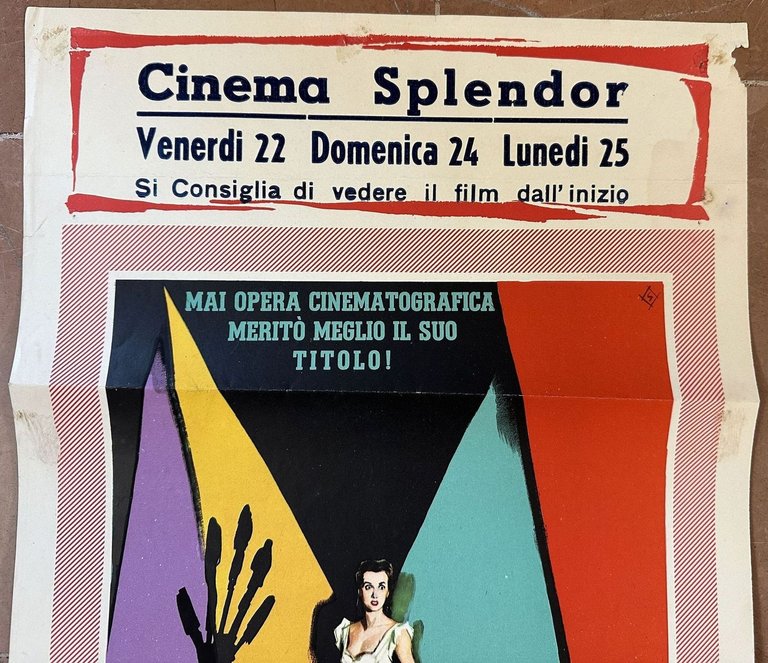 Cinema Splendor
Venerdi 22 Domenica 24 Lunedi 25
Si Consiglia di vedere il film dall'inizio
MAI OPERA CINEMATOGRAFICA
MERITÒ MEGLIO IL SUO
TITOLO!